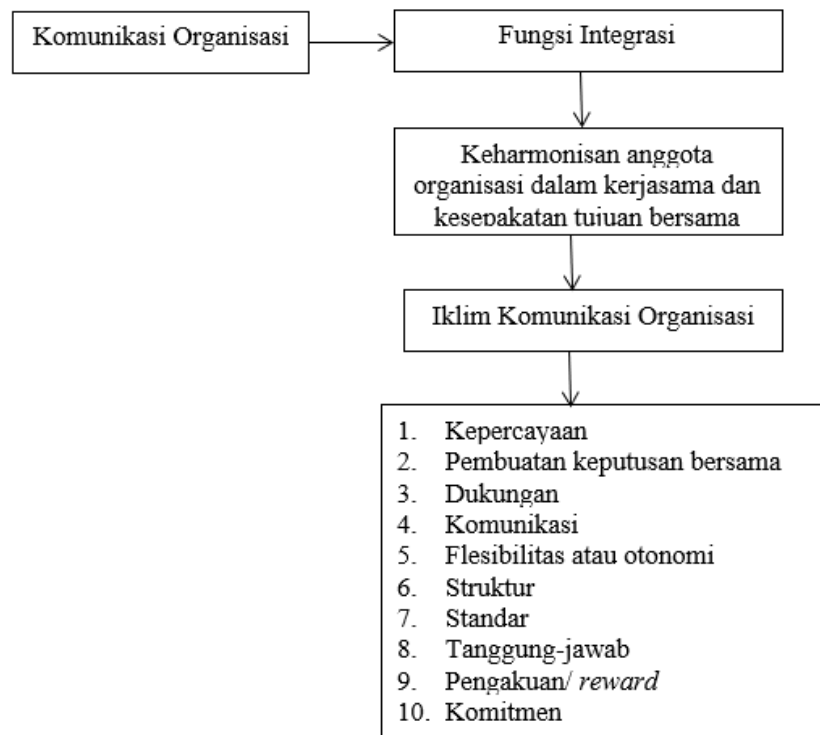 Komunikasi Organisasi
Fungsi Integrasi
Keharmonisan anggota
organisasi dalam kerjasama dan
kesepakatan tujuan bersama
Iklim Komunikasi Organisasi
1. Kepercayaan
2. Pembuatan keputusan bersama
3. Dukungan
4. Komunikasi
5. Flesibilitas atau otonomi
6. Struktur
7. Standar
8. Tanggung-jawab
9. Pengakuan/ reward
10. Komitmen